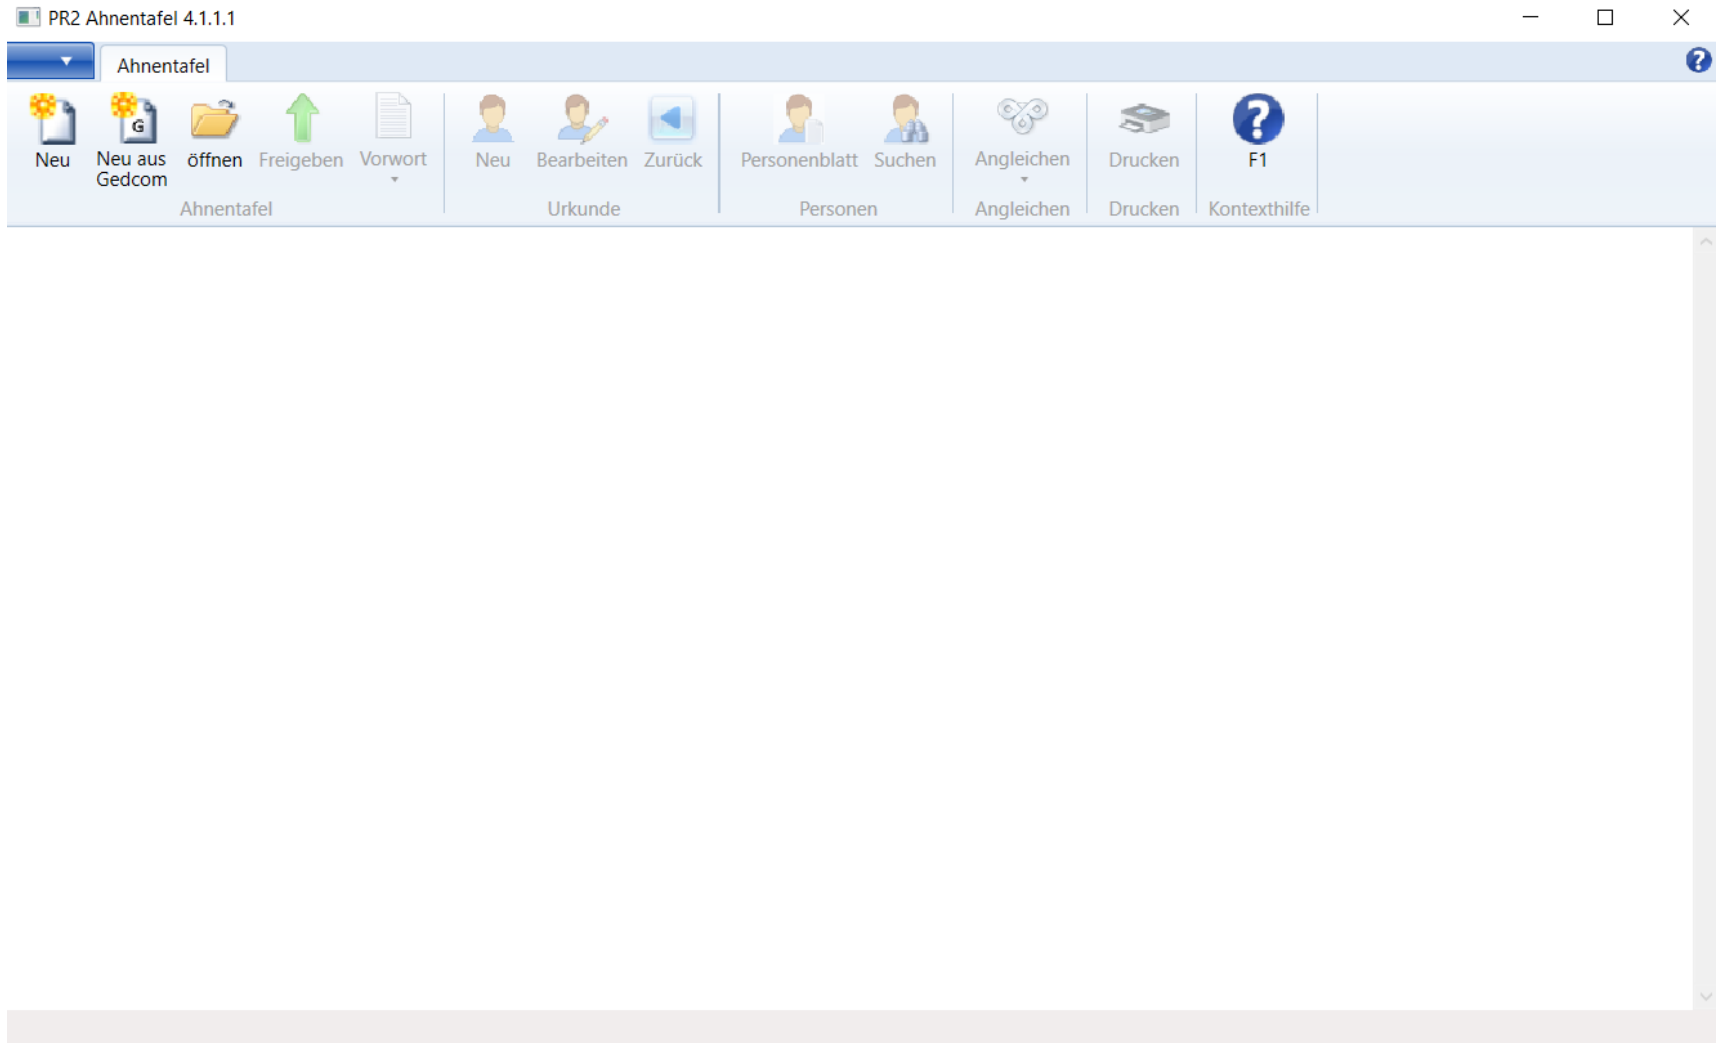 PR2 Ahnentafel 4.1.1.1
Ahnentafel
Neu
Neu aus
Gedcom
öffnen
Freigeben
Vorwort
Ahnentafel
Neu
Bearbeiten
Zurück
Urkunde
Personenblatt
Suchen
Personen
Angleichen
Angleichen
Drucken
Drucken
F1
Kontexthilfe
G